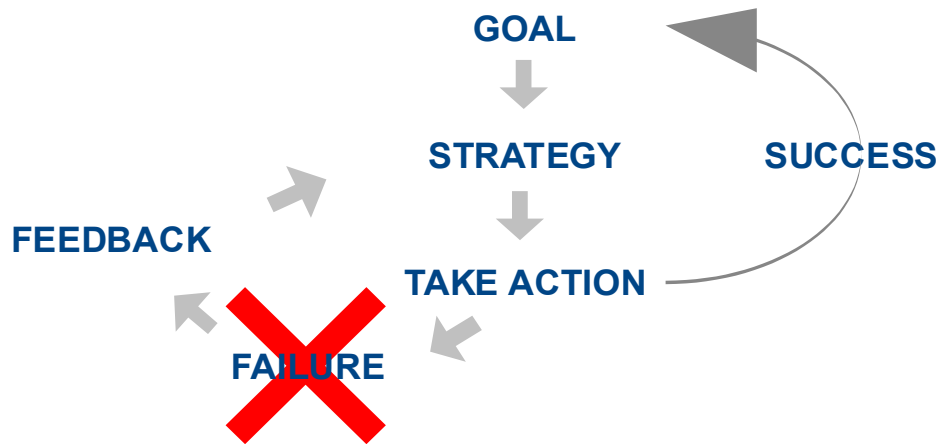 GOAL
STRATEGY
SUCCESS
FEEDBACK
TAKE ACTION
FAILURE